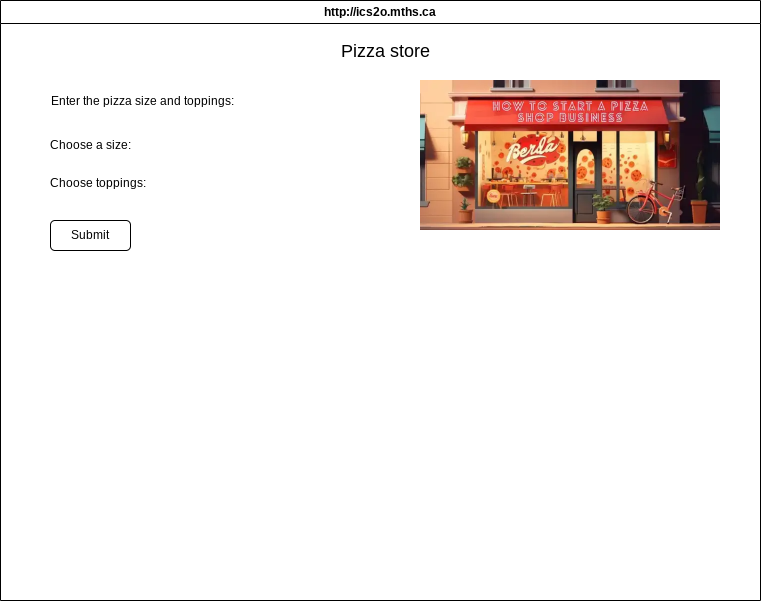 http://ics2o.mths.ca
Pizza store
Enter the pizza size and toppings:
Choose a size:
Choose toppings:
Submit
HOW TO START A PIZZA
SHOP BUSINESS
Berla